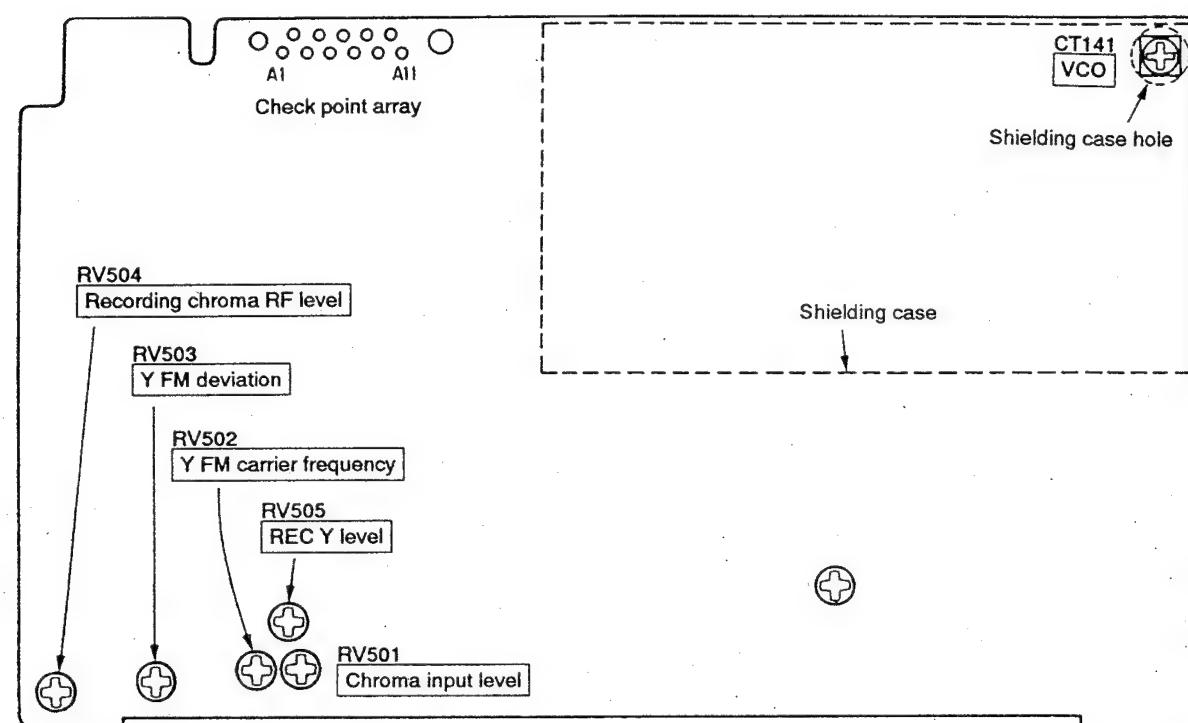 A1 A11
Check point array
CT141
VCO
Shielding case hole
RV504
Recording chroma RF level
Shielding case
RV503
Y FM deviation
RV502
Y FM carrier frequency
RV505
REC Y level
RV501
Chroma input level